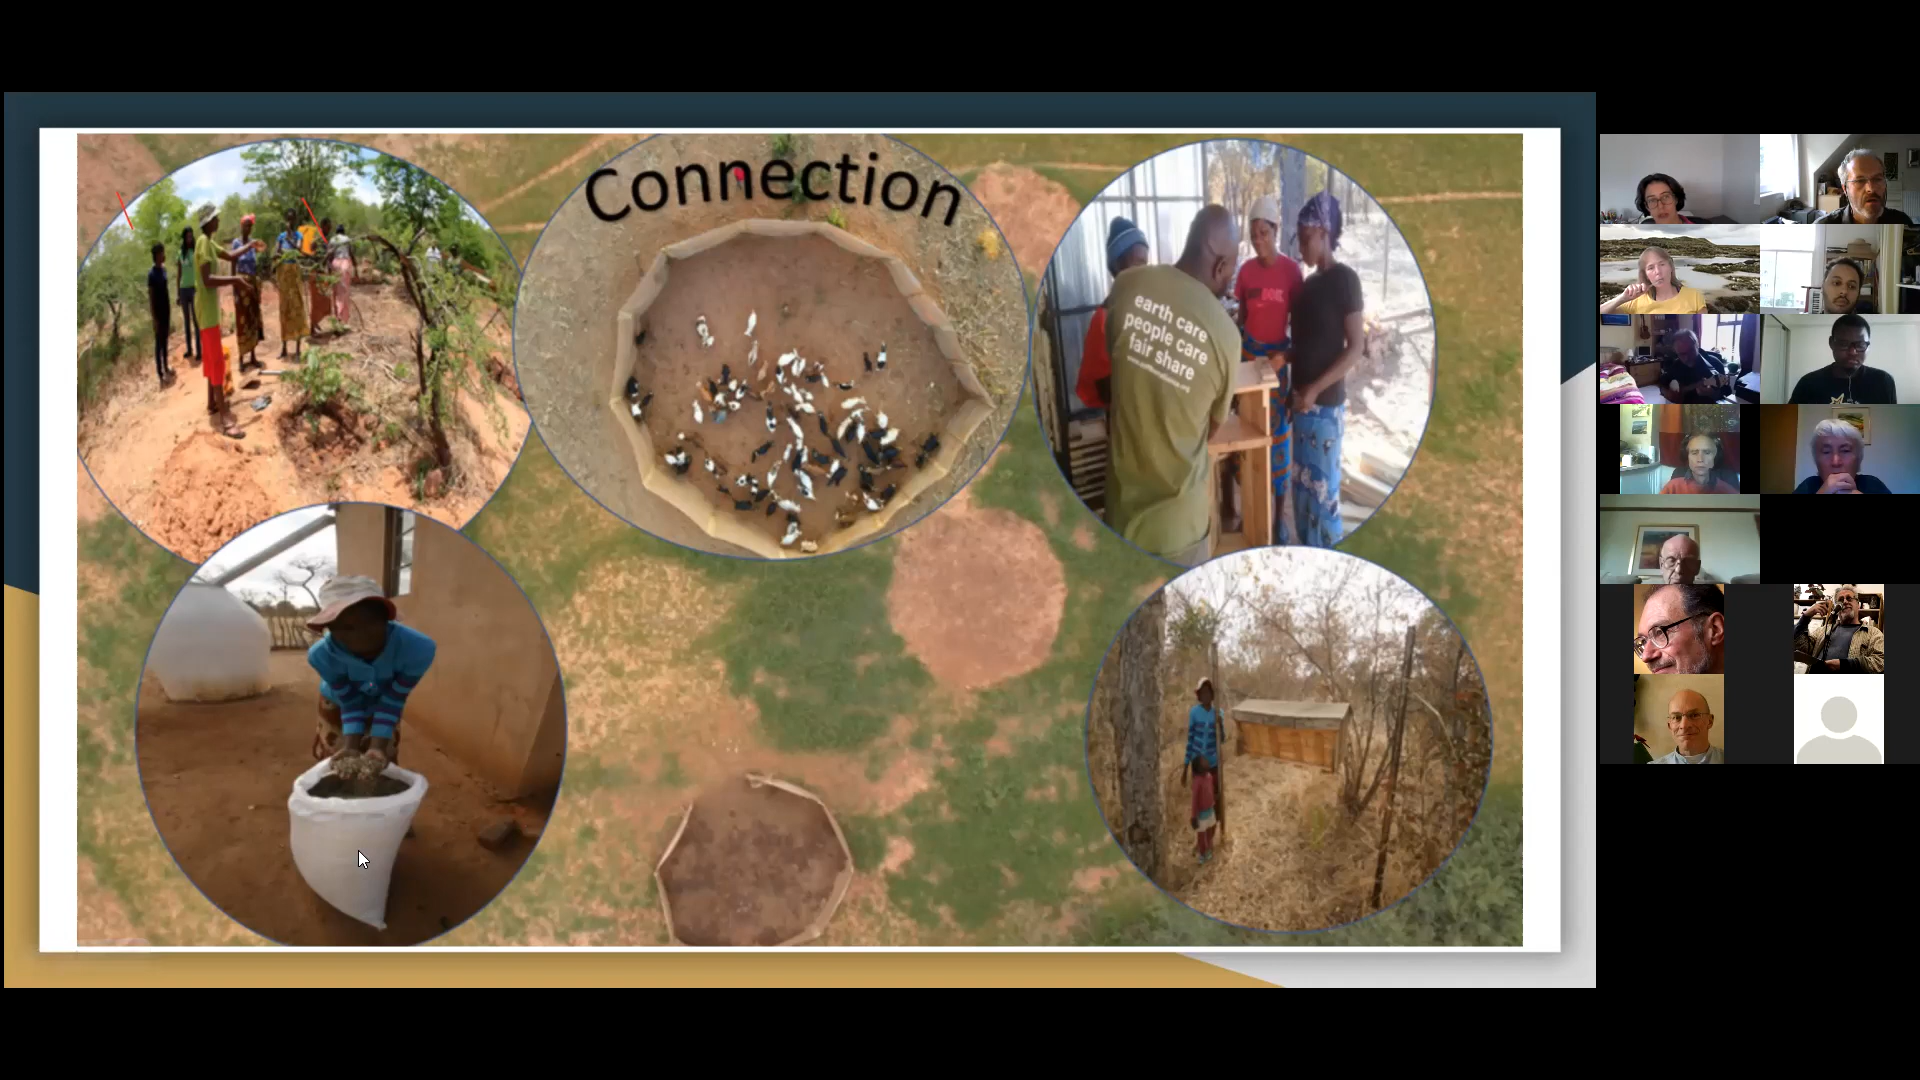 Connection
earth care
people care
fair share